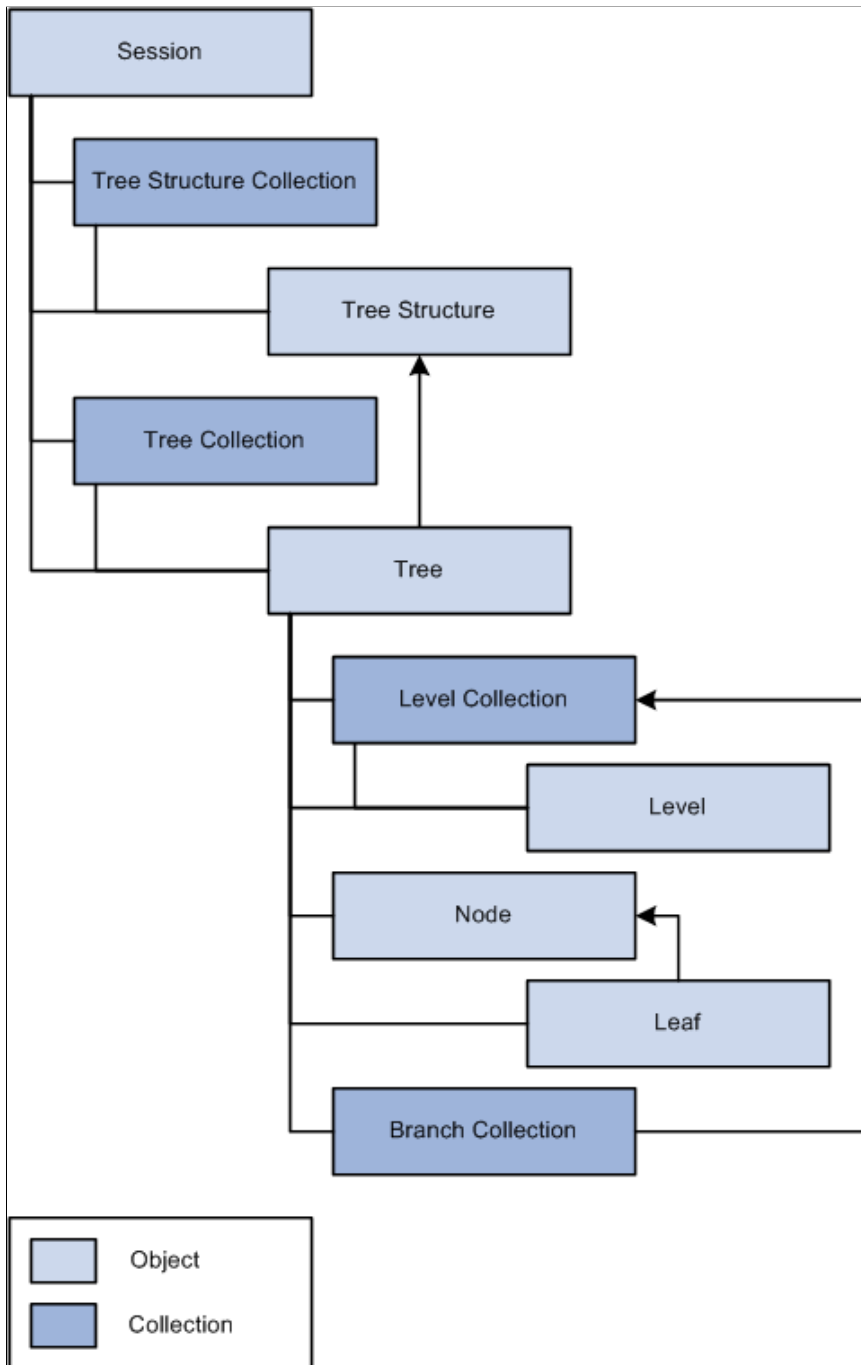 Session
Tree Structure Collection
Tree Structure
Tree Collection
Tree
Level Collection
Level
Node
Leaf
Branch Collection
Object
Collection